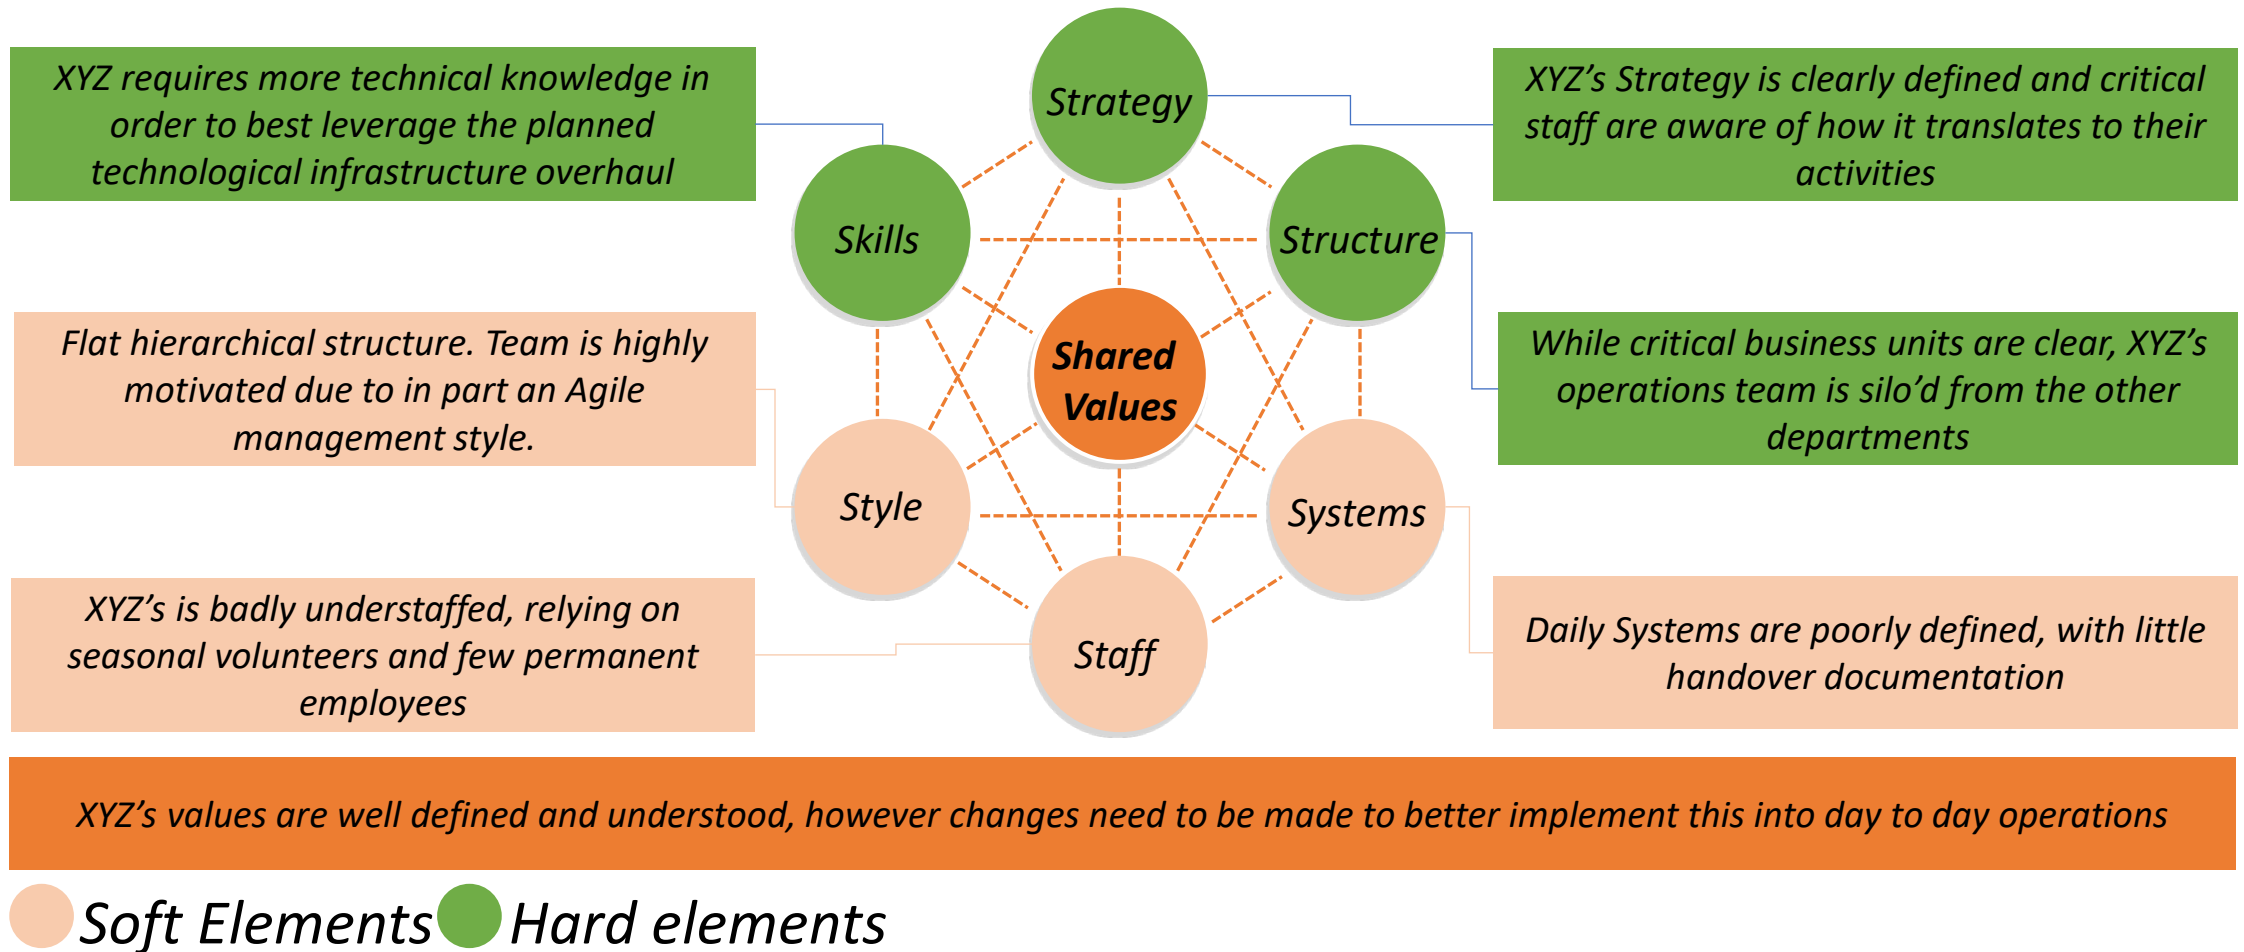 XYZ requires more technical knowledge in
order to best leverage the planned
technological infrastructure overhaul
Strategy
XYZ’s Strategy is clearly defined and critical
staff are aware of how it translates to their
activities
Skills
Structure
Flat hierarchical structure. Team is highly
motivated due to in part an Agile
management style.
Shared
Values
While critical business units are clear, XYZ’s
operations team is silo’d from the other
departments
Style
Systems
XYZ’s is badly understaffed, relying on
seasonal volunteers and few permanent
employees
Staff
Daily Systems are poorly defined, with little
handover documentation
XYZ’s values are well defined and understood, however changes need to be made to better implement this into day to day operations
Soft Elements
Hard elements